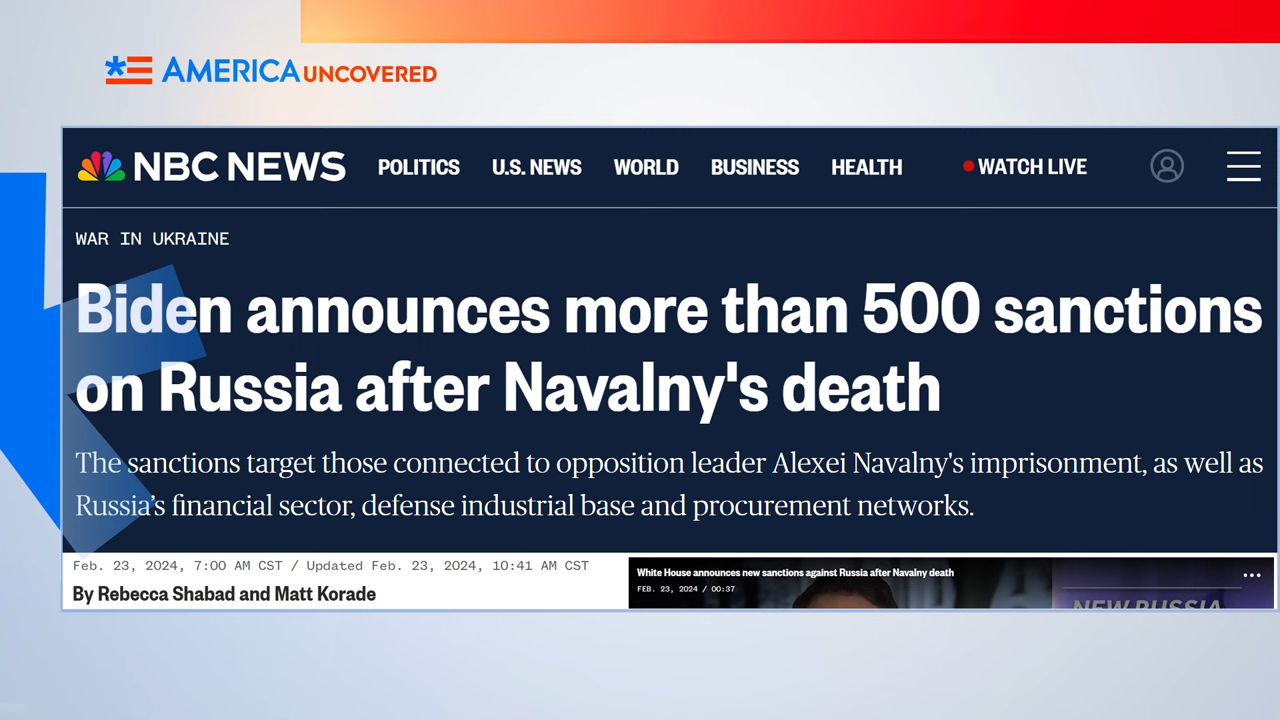 AMERICA UNCOVERED
NBC NEWS POLITICS U.S. NEWS WORLD BUSINESS HEALTH WATCH LIVE
WAR IN UKRAINE
Biden announces more than 500 sanctions
on Russia after Navalny's death
The sanctions target those connected to opposition leader Alexei Navalny's imprisonment, as well as
Russia’s financial sector, defense industrial base and procurement networks.
Feb. 23, 2024, 7:00 AM CST / Updated Feb. 23, 2024, 10:41 AM CST
By Rebecca Shabad and Matt Korade
White House announces new sanctions against Russia after Navalny death
FEB. 23, 2024 / 00:37
NEW RUSSIA